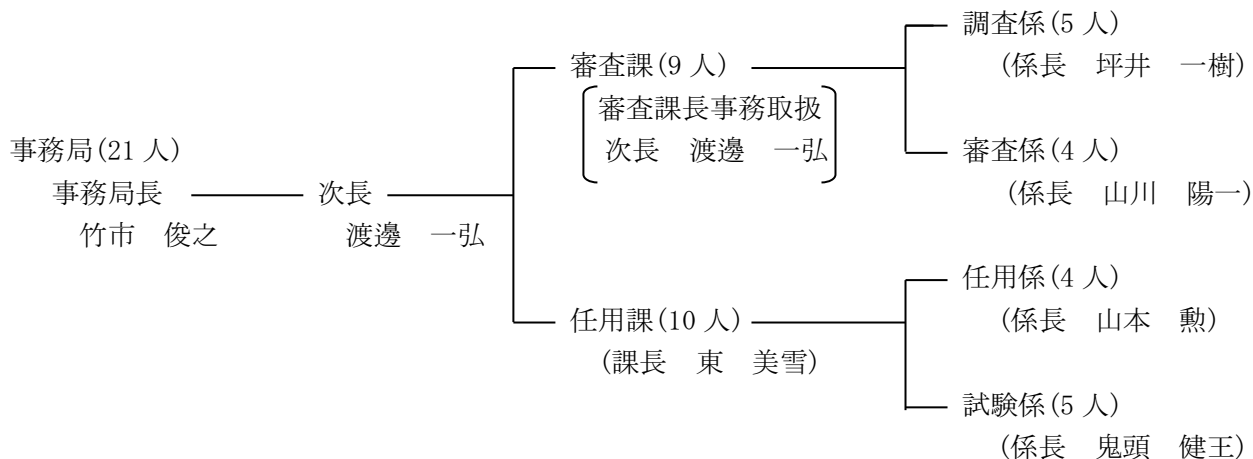 事務局(21人)
事務局長
竹市 俊之
次長
渡邊 一弘
審査課(9人)
審査課長事務取扱
次長 渡邊 一弘
調査係(5人)
(係長 坪井 一樹)
審査係(4人)
(係長 山川 陽一)
任用課(10人)
(課長 東 美雪)
任用係(4人)
(係長 山本 勲)
試験係(5人)
(係長 鬼頭 健王)